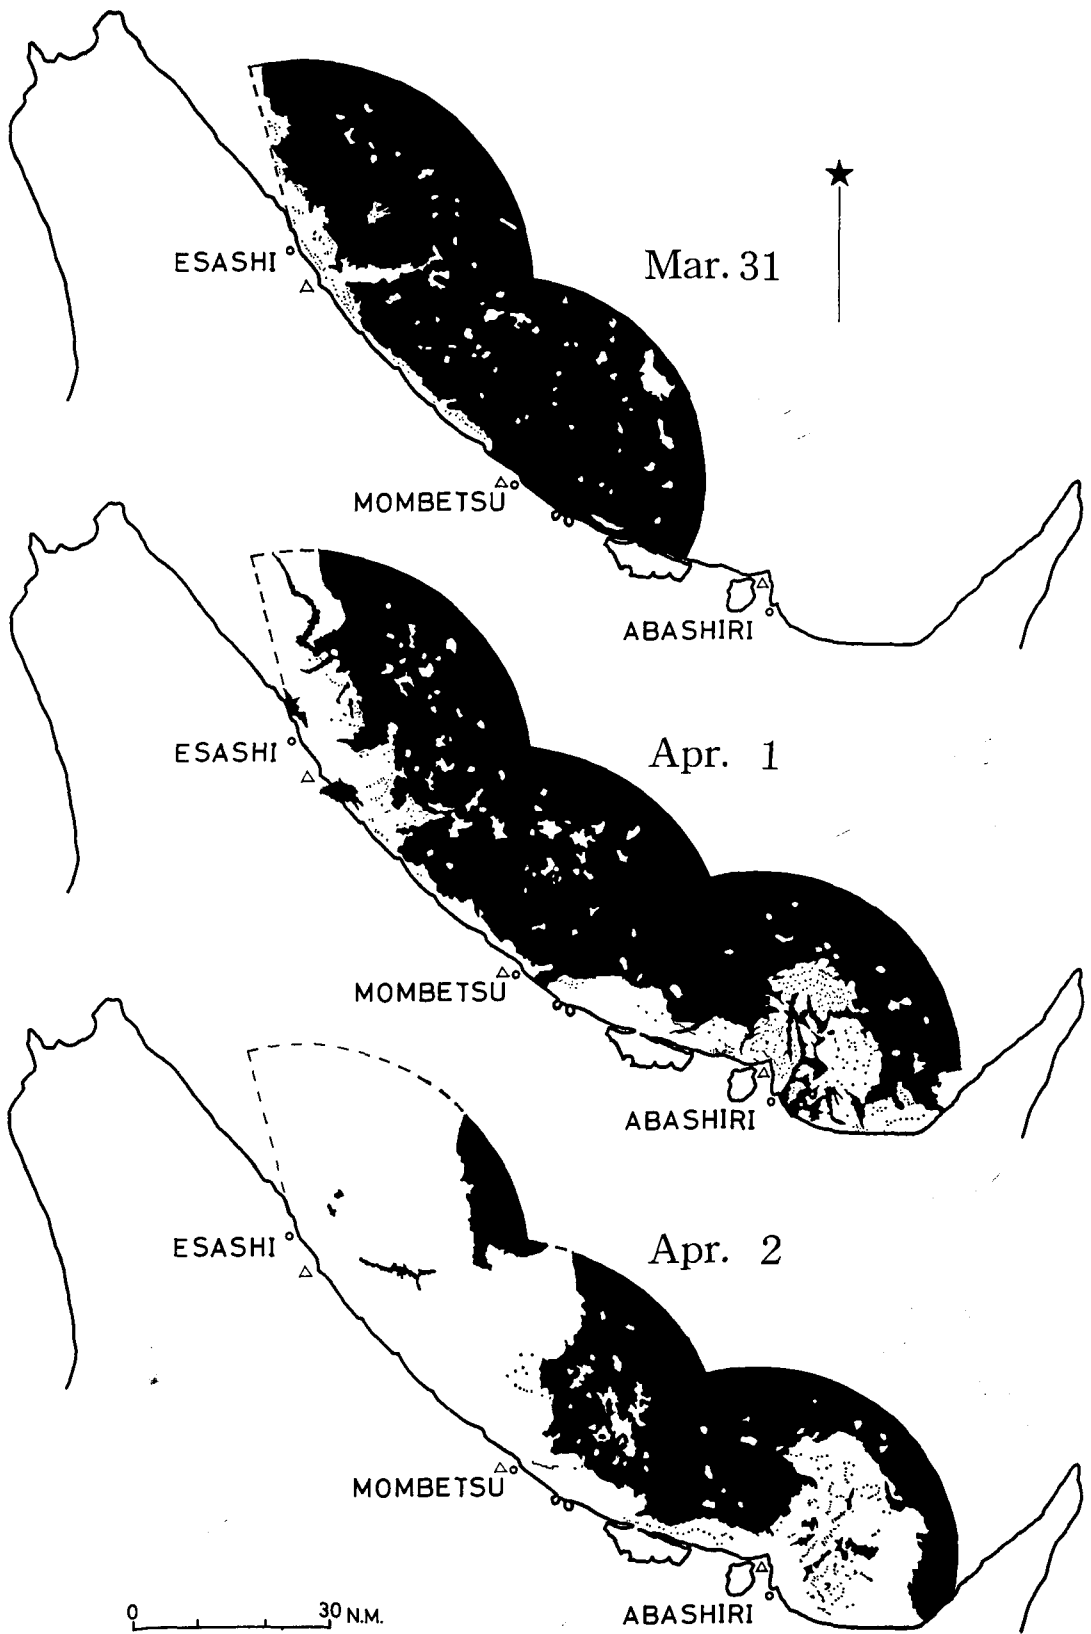 ESASHI
Mar. 31
MOMBETSU
ABASHIRI
ESASHI
Apr. 1
MOMBETSU
ABASHIRI
ESASHI
Apr. 2
MOMBETSU
ABASHIRI
0 30 N.M.